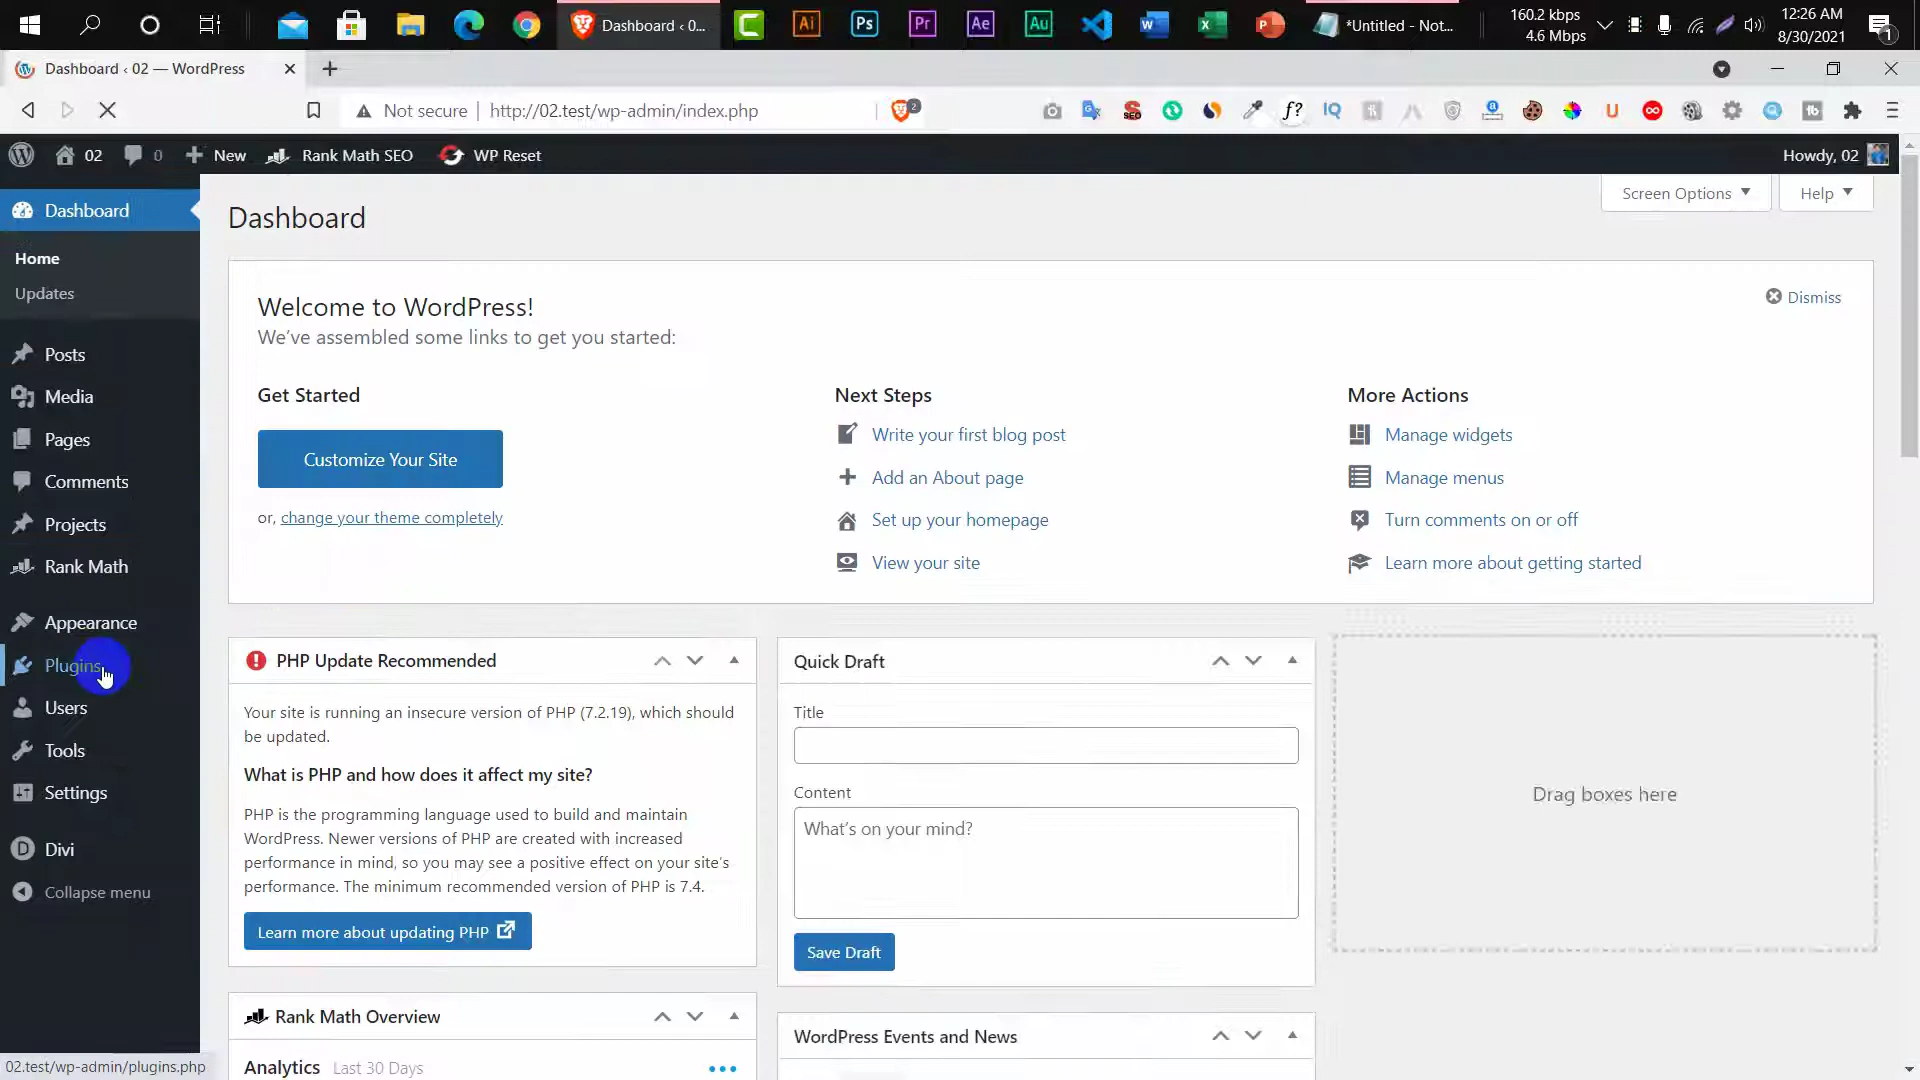 Dashboard ‹ 0...
Ai
Ps
Pr
Ae
Au
*Untitled - Not...
160.2 kbps
4.6 Mbps
12:26 AM
8/30/2021
1
Dashboard ‹ 02 — WordPress
Not secure
http://02.test/wp-admin/index.php
2
SEO
f?
IQ
U
tb
02
0
New
Rank Math SEO
WP Reset
Howdy, 02
Dashboard
Home
Updates
Posts
Media
Pages
Comments
Projects
Rank Math
Appearance
Plugins
Users
Tools
Settings
D
Divi
Collapse menu
02.test/wp-admin/plugins.php
Dashboard
Screen Options
Help
Welcome to WordPress!
We've assembled some links to get you started:
Dismiss
Get Started
Customize Your Site
or, change your theme completely
Next Steps
Write your first blog post
Add an About page
Set up your homepage
View your site
More Actions
Manage widgets
Manage menus
Turn comments on or off
Learn more about getting started
PHP Update Recommended
Your site is running an insecure version of PHP (7.2.19), which should
be updated.
What is PHP and how does it affect my site?
PHP is the programming language used to build and maintain
WordPress. Newer versions of PHP are created with increased
performance in mind, so you may see a positive effect on your site's
performance. The minimum recommended version of PHP is 7.4.
Learn more about updating PHP
Rank Math Overview
Analytics Last 30 Days
Quick Draft
Title
Content
What's on your mind?
Save Draft
WordPress Events and News
Drag boxes here